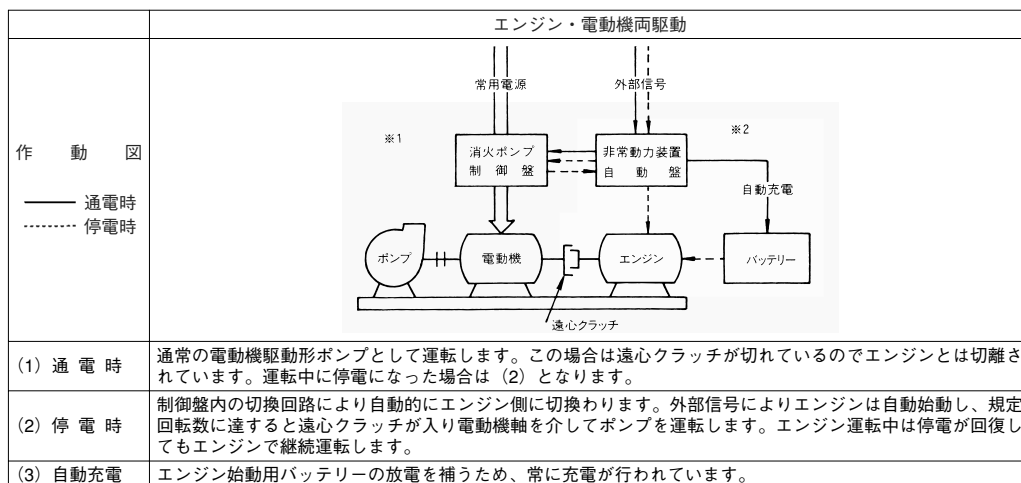 エンジン・電動機両駆動
作動図
通電時
停電時
常用電源
外部信号
※1
※2
消火ポンプ
制御盤
非常動力装置
自動盤
自動充電
ポンプ
電動機
エンジン
バッテリー
遠心クラッチ
(1) 通電時
通常の電動機駆動形ポンプとして運転します。この場合は遠心クラッチが切れているのでエンジンとは切離さ
れています。運転中に停電になった場合は (2) となります。
(2) 停電時
制御盤内の切換回路により自動的にエンジン側に切換わります。外部信号によりエンジンは自動始動し、規定
回転数に達すると遠心クラッチが入り電動機軸を介してポンプを運転します。エンジン運転中は停電が回復し
てもエンジンで継続運転します。
(3) 自動充電
エンジン始動用バッテリーの放電を補うため、常に充電が行われています。